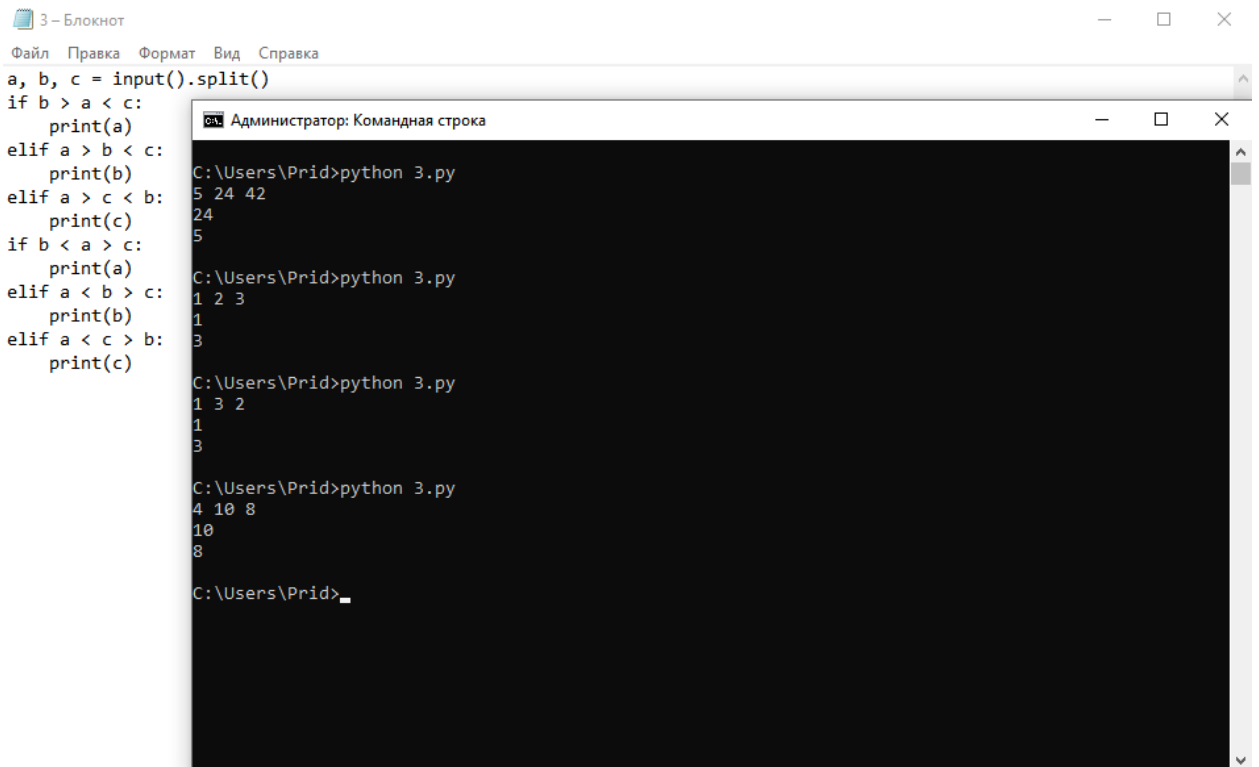 3 – Блокнот
Файл Правка Формат Вид Справка
a, b, c = input().split()
if b > a < c:
    print(a)
elif a > b < c:
    print(b)
elif a > c < b:
    print(c)
if b < a > c:
    print(a)
elif a < b > c:
    print(b)
elif a < c > b:
    print(c)
Администратор: Командная строка
C:\Users\Prid>python 3.py
5 24 42
24
5
C:\Users\Prid>python 3.py
1 2 3
1
3
C:\Users\Prid>python 3.py
1 3 2
1
3
C:\Users\Prid>python 3.py
4 10 8
10
8
C:\Users\Prid>